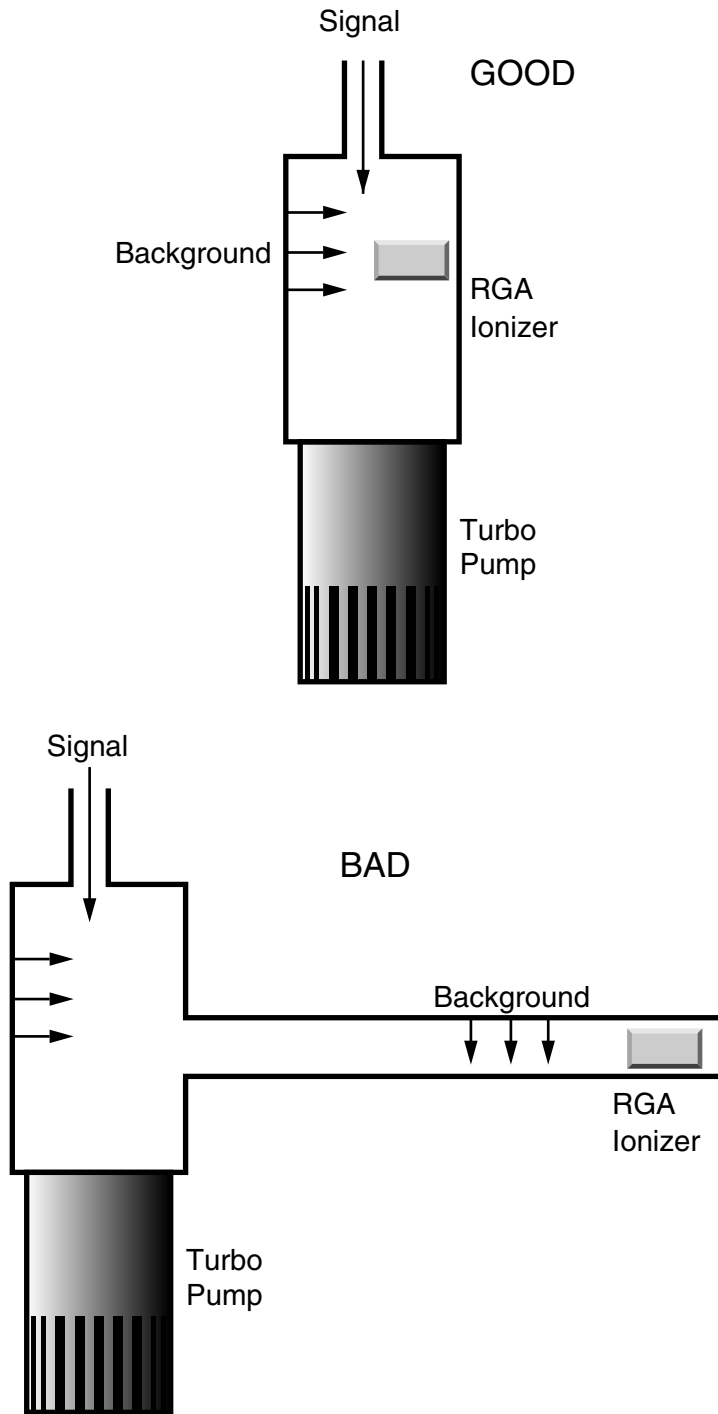 Signal
GOOD
Background
RGA
Ionizer
Turbo
Pump
Signal
BAD
Background
RGA
Ionizer
Turbo
Pump